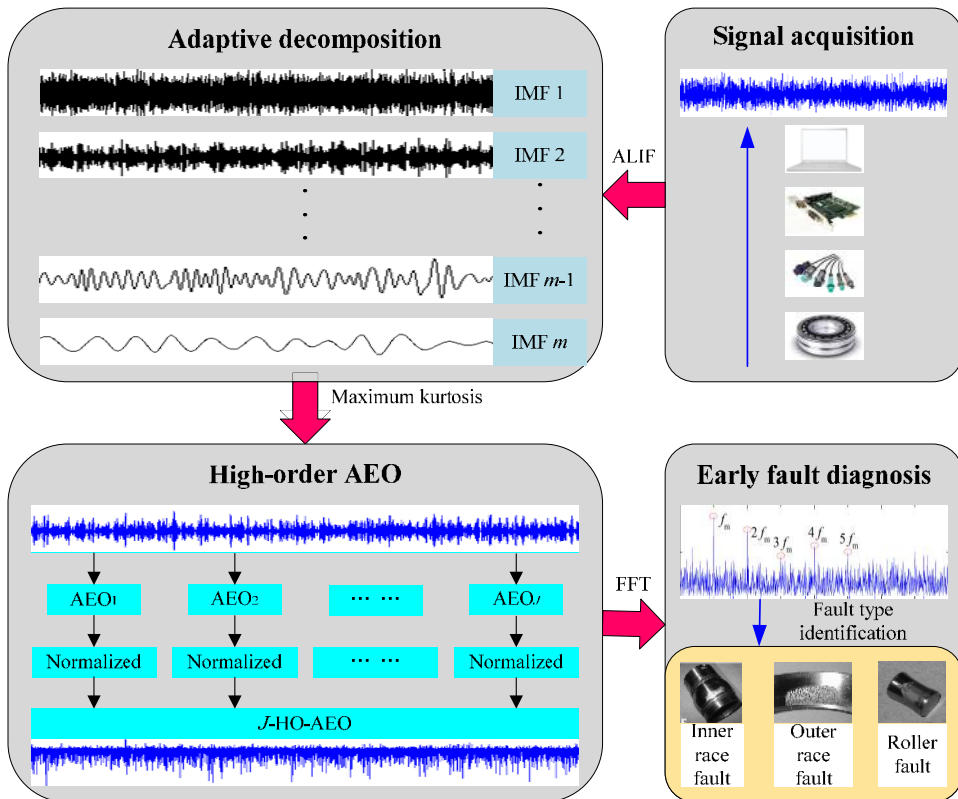 Adaptive decomposition
IMF 1
IMF 2
IMF m-1
IMF m
ALIF
Signal acquisition
Maximum kurtosis
High-order AEO
AEO1
AEO2
... ...
AEOJ
Normalized
Normalized
... ...
Normalized
J-HO-AEO
FFT
Early fault diagnosis
fm
2fm
3fm
4fm
5fm
Fault type
identification
Inner
race
fault
Outer
race
fault
Roller
fault